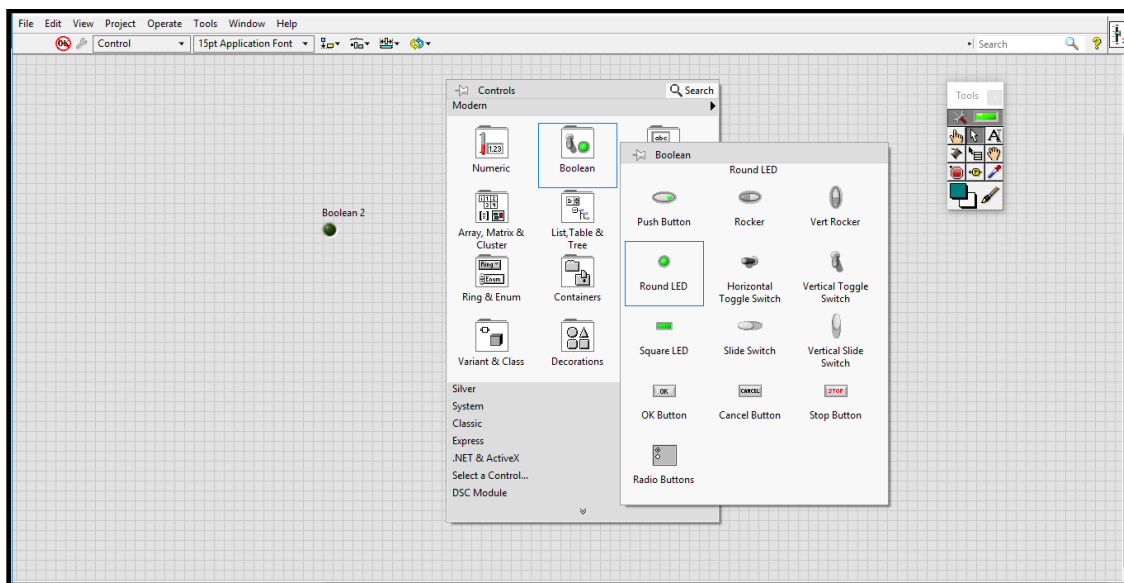 File Edit View Project Operate Tools Window Help
OK Control 15pt Application Font Search ?
Controls Search
Modern
Numeric
Boolean
abc
1.23
Array, Matrix & Cluster
List, Table & Tree
Ring & Enum
Containers
Variant & Class
Decorations
Silver
System
Classic
Express
.NET & ActiveX
Select a Control...
DSC Module
Boolean
Round LED
Push Button
Rocker
Vert Rocker
Round LED
Horizontal Toggle Switch
Vertical Toggle Switch
Square LED
Slide Switch
Vertical Slide Switch
OK
CANCEL
STOP
OK Button
Cancel Button
Stop Button
Radio Buttons
Boolean 2
Tools
A